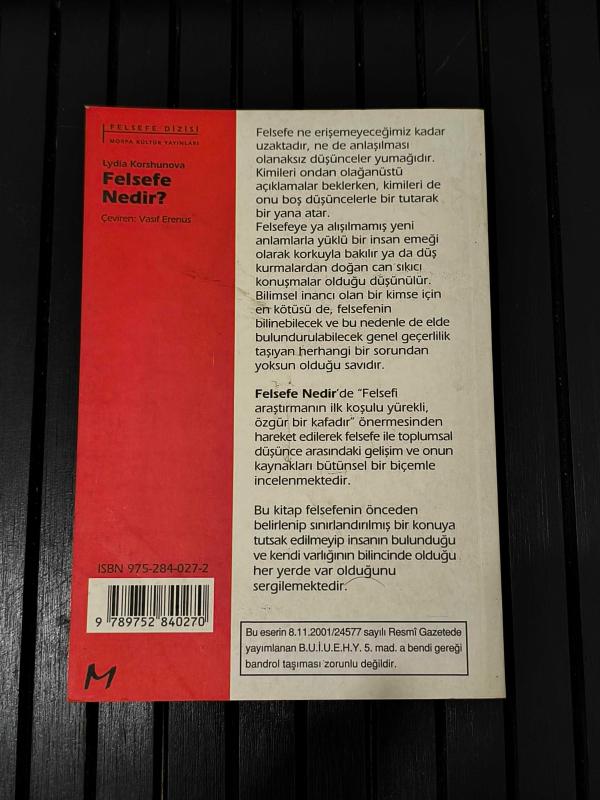 FELSEFE DİZİSİ
MORPA KÜLTÜR YAYINLARI
Lydia Korshunova
Felsefe
Nedir?
Çeviren: Vasıf Erenus
Felsefe ne erişemeyeceğimiz kadar
uzaktadır, ne de anlaşılması
olanaksız düşünceler yumağıdır.
Kimileri ondan olağanüstü
açıklamalar beklerken, kimileri de
onu boş düşüncelerle bir tutarak
bir yana atar.
Felsefeye ya alışılmamış yeni
anlamlarla yüklü bir insan emeği
olarak korkuyla bakılır ya da düş
kurmalardan doğan can sıkıcı
konuşmalar olduğu düşünülür.
Bilimsel inancı olan bir kimse için
en kötüsü de, felsefenin
bilinebilecek ve bu nedenle de elde
bulundurulabilecek genel geçerlilik
taşıyan herhangi bir sorundan
yoksun olduğu savıdır.
Felsefe Nedir'de "Felsefi
araştırmanın ilk koşulu yürekli,
özgür bir kafadır" önermesinden
hareket edilerek felsefe ile toplumsal
düşünce arasındaki gelişim ve onun
kaynakları bütünsel bir biçemle
incelenmektedir.
Bu kitap felsefenin önceden
belirlenip sınırlandırılmış bir konuya
tutsak edilmeyip insanın bulunduğu
ve kendi varlığının bilincinde olduğu
her yerde var olduğunu
sergilemektedir.
ISBN 975-284-027-2
9 789752 840270
Bu eserin 8.11.2001/24577 sayılı Resmî Gazetede
yayımlanan B.U.İ.U.E.H.Y. 5. mad. a bendi gereği
bandrol taşıması zorunlu değildir.
M